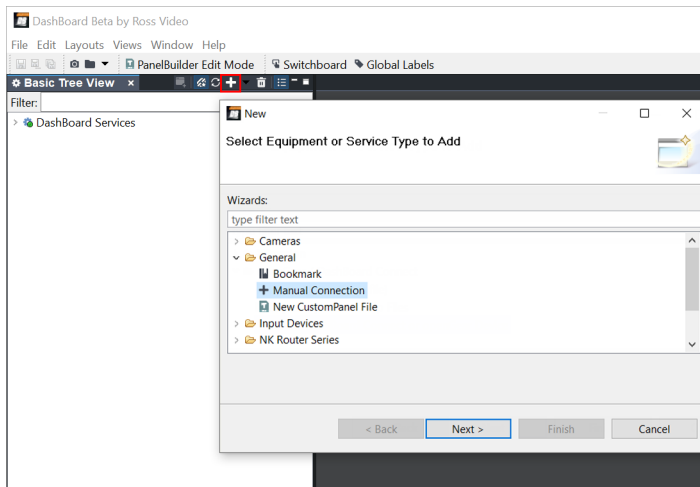 DashBoard Beta by Ross Video
File Edit Layouts Views Window Help
PanelBuilder Edit Mode Switchboard Global Labels
Basic Tree View
Filter:
DashBoard Services
New
Select Equipment or Service Type to Add
Wizards:
type filter text
Cameras
General
Bookmark
Manual Connection
New CustomPanel File
Input Devices
NK Router Series
< Back Next > Finish Cancel